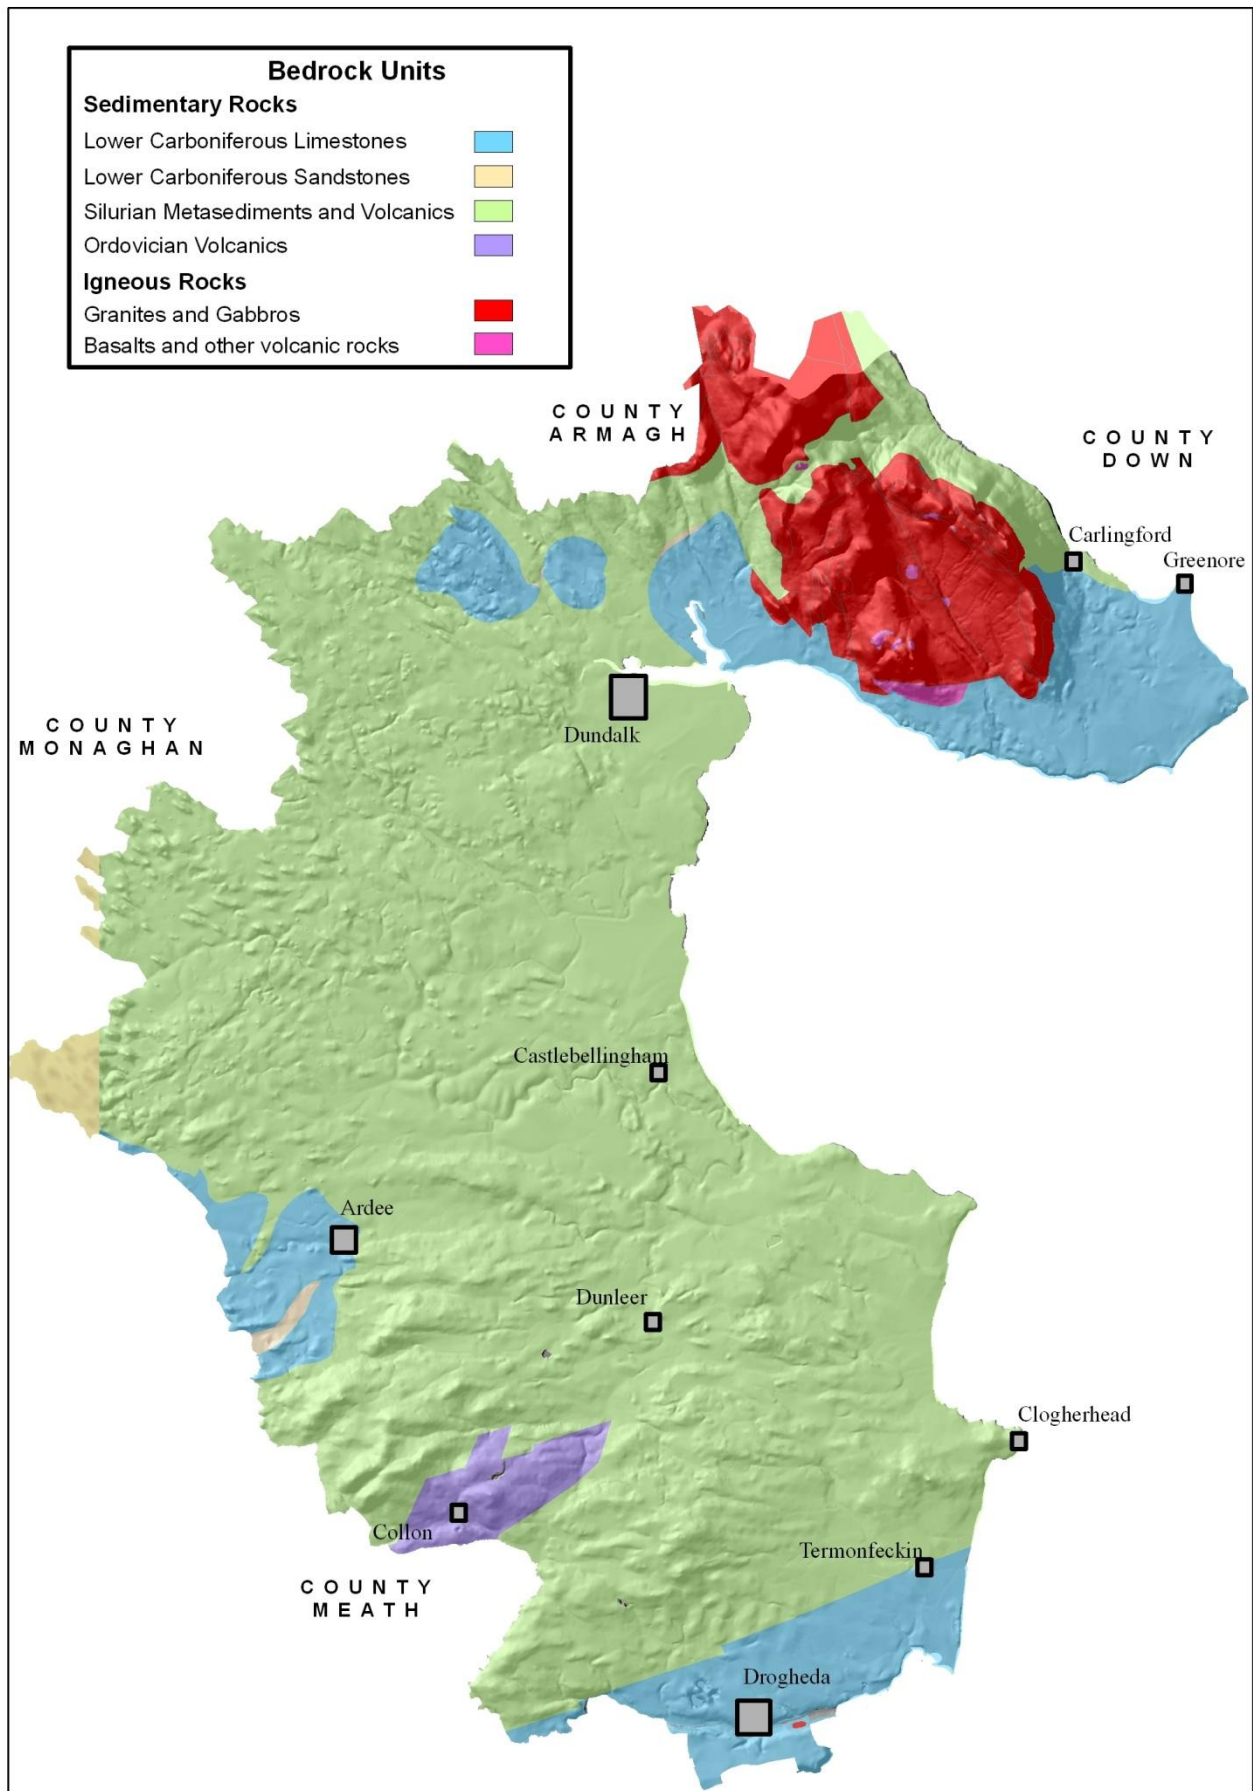 Bedrock Units
Sedimentary Rocks
Lower Carboniferous Limestones
Lower Carboniferous Sandstones
Silurian Metasediments and Volcanics
Ordovician Volcanics
Igneous Rocks
Granites and Gabbros
Basalts and other volcanic rocks
COUNTY
ARMAGH
COUNTY
DOWN
Carlingford
Greenore
COUNTY
MONAGHAN
Dundalk
Castlebellingham
Ardee
Dunleer
Clogherhead
Collon
Termonfeckin
COUNTY
MEATH
Drogheda